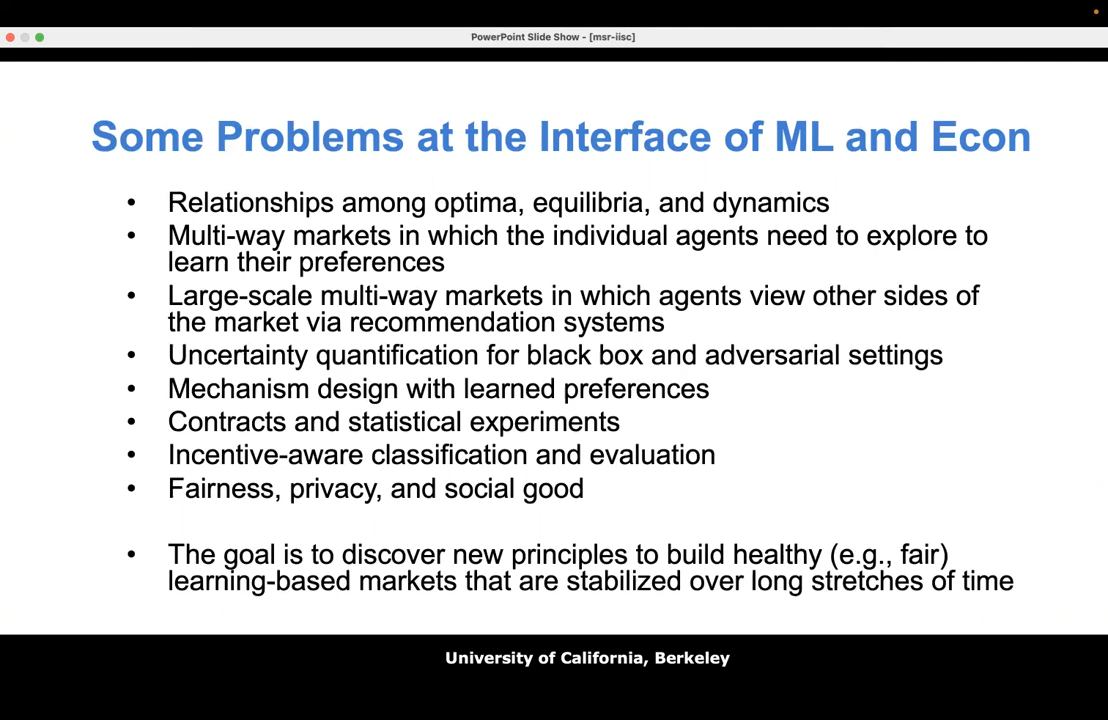 PowerPoint Slide Show - [msr-iisc]
Some Problems at the Interface of ML and Econ
• Relationships among optima, equilibria, and dynamics
• Multi-way markets in which the individual agents need to explore to
learn their preferences
• Large-scale multi-way markets in which agents view other sides of
the market via recommendation systems
• Uncertainty quantification for black box and adversarial settings
• Mechanism design with learned preferences
• Contracts and statistical experiments
• Incentive-aware classification and evaluation
• Fairness, privacy, and social good
• The goal is to discover new principles to build healthy (e.g., fair)
learning-based markets that are stabilized over long stretches of time
University of California, Berkeley